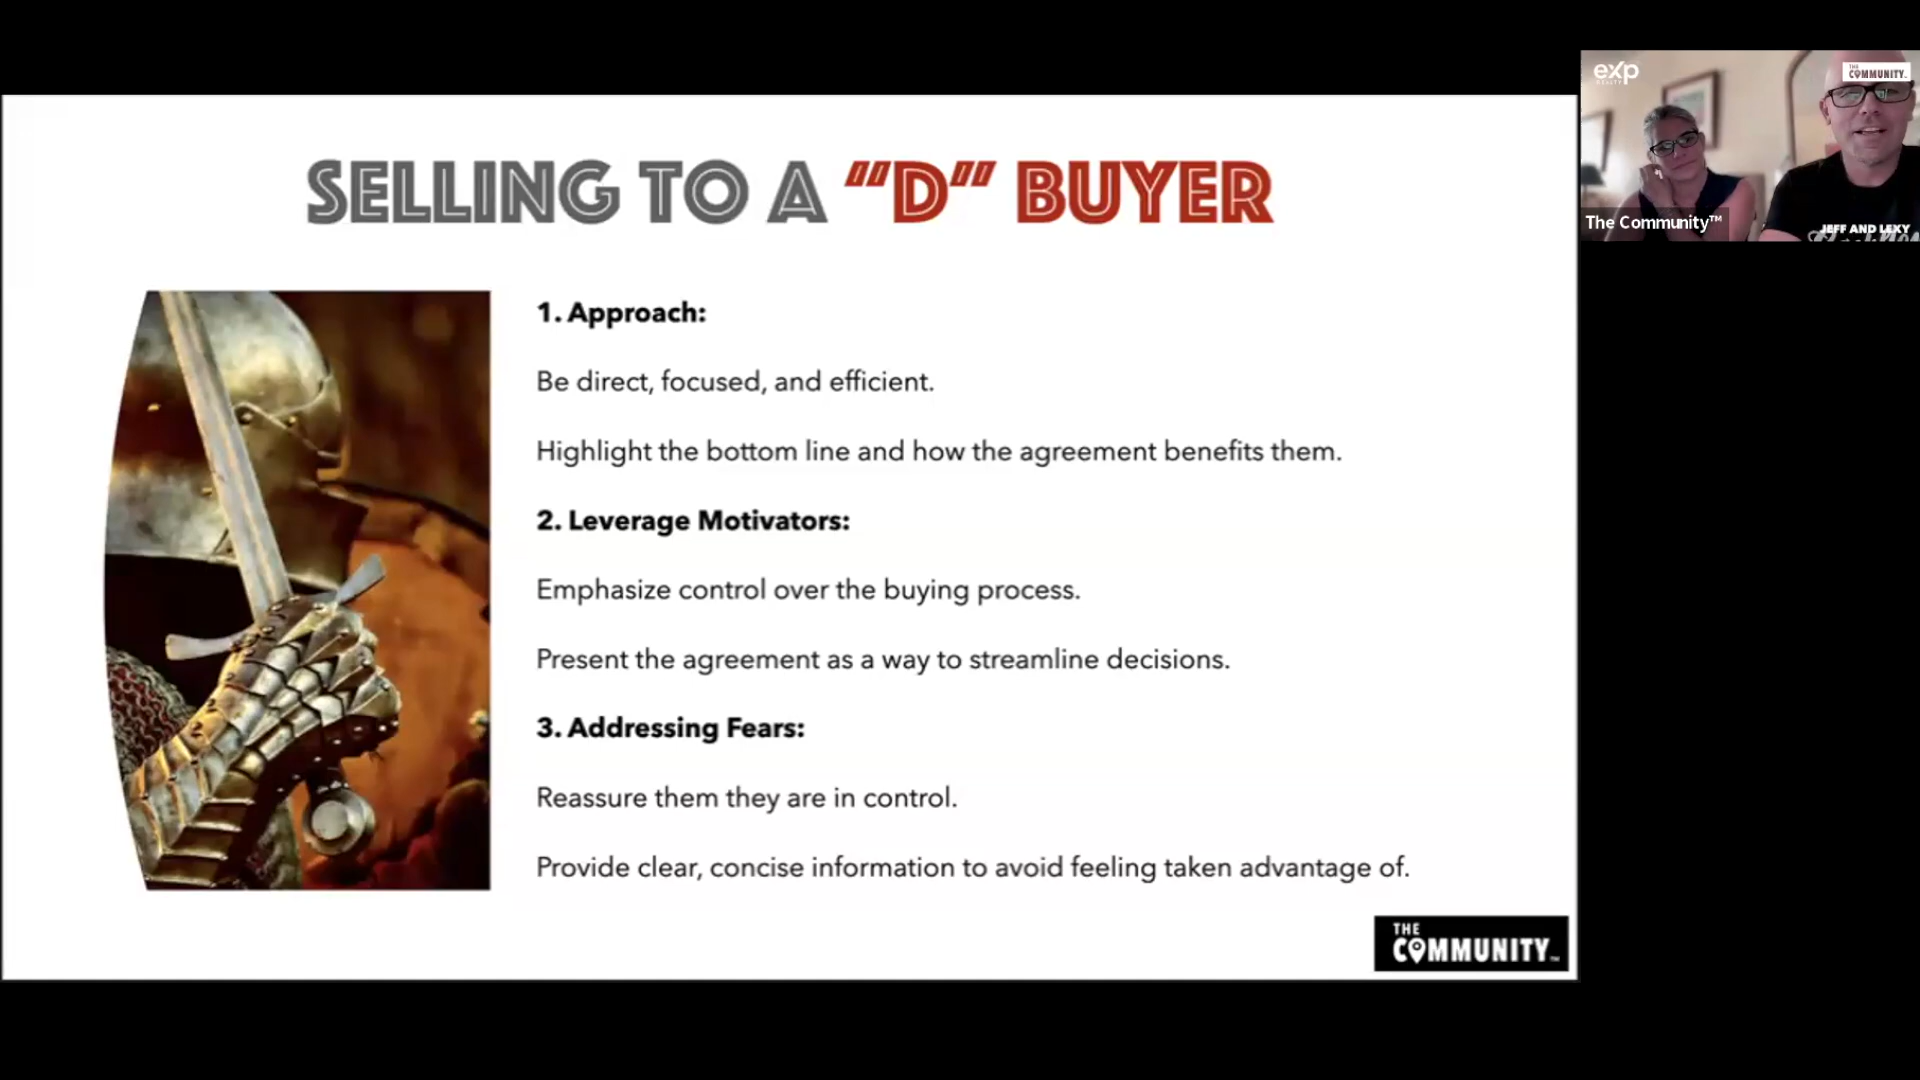 SELLING TO A "D" BUYER
1. Approach:
Be direct, focused, and efficient.
Highlight the bottom line and how the agreement benefits them.
2. Leverage Motivators:
Emphasize control over the buying process.
Present the agreement as a way to streamline decisions.
3. Addressing Fears:
Reassure them they are in control.
Provide clear, concise information to avoid feeling taken advantage of.
THE
COMMUNITY™
exp
REALTY
THE
COMMUNITY
The Community™
JEFF AND LEXY